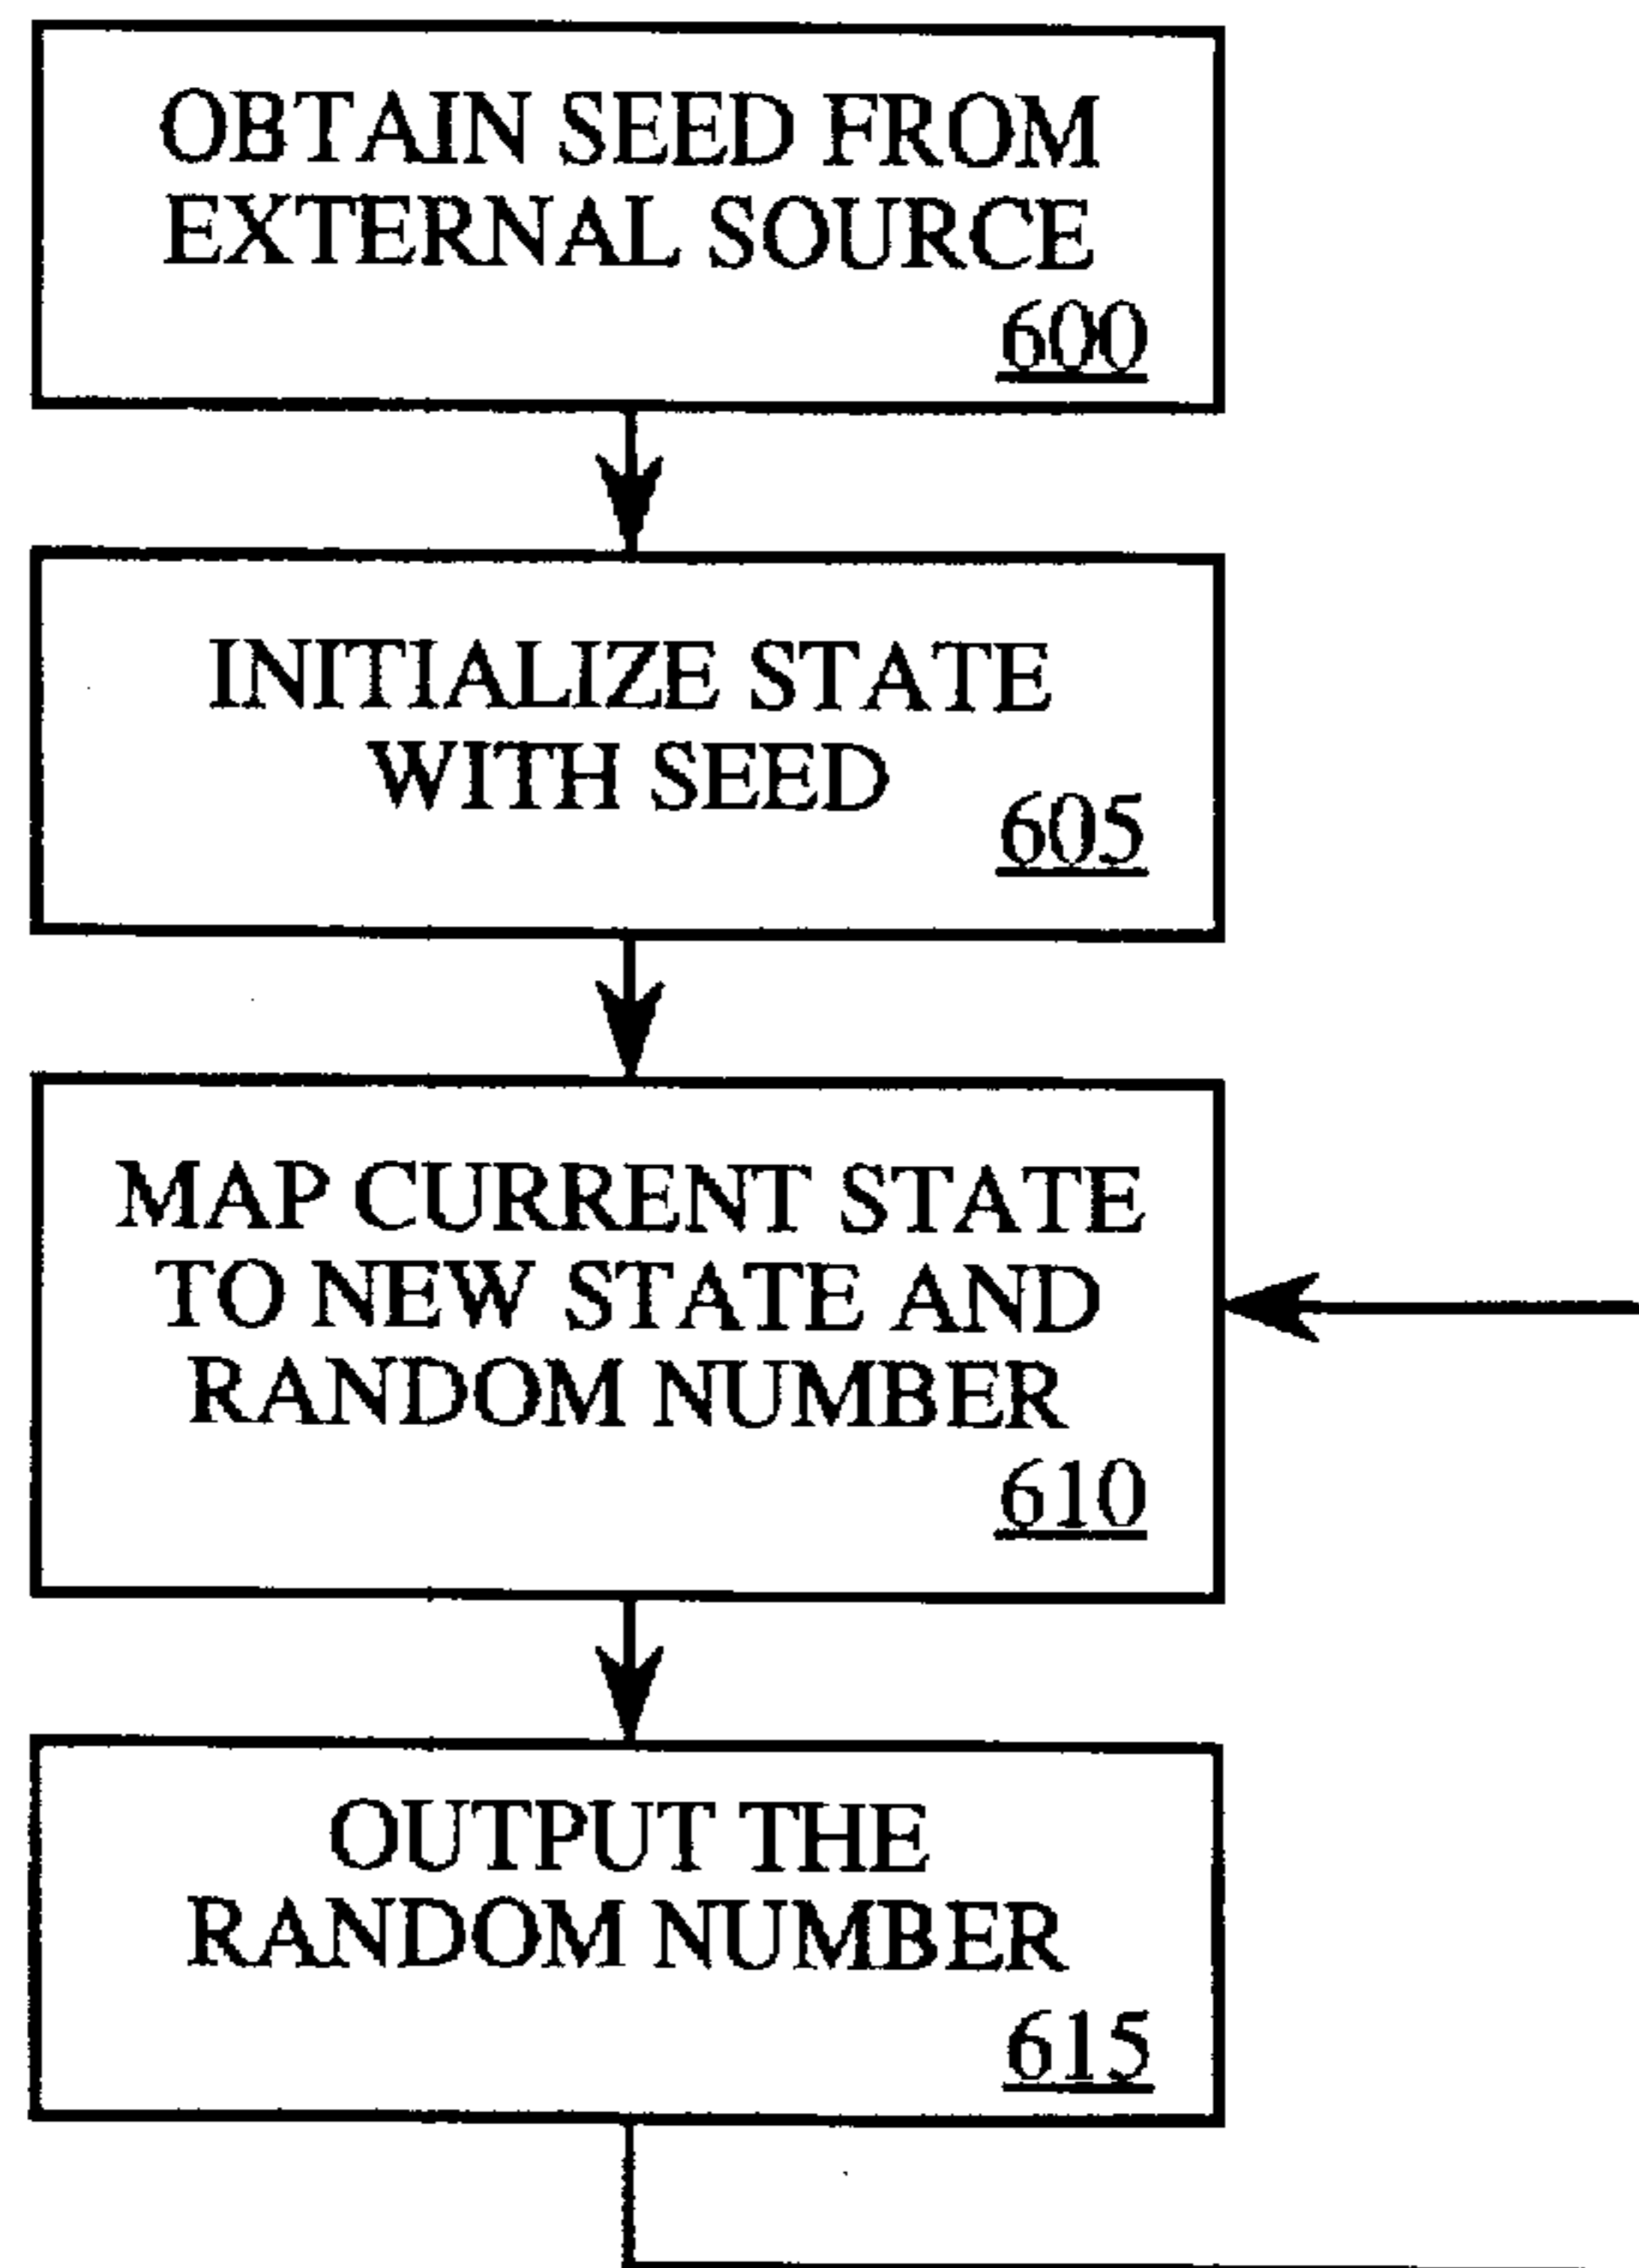 OBTAIN SEED FROM
EXTERNAL SOURCE
600
INITIALIZE STATE
WITH SEED
605
MAP CURRENT STATE
TO NEW STATE AND
RANDOM NUMBER
610
OUTPUT THE
RANDOM NUMBER
615